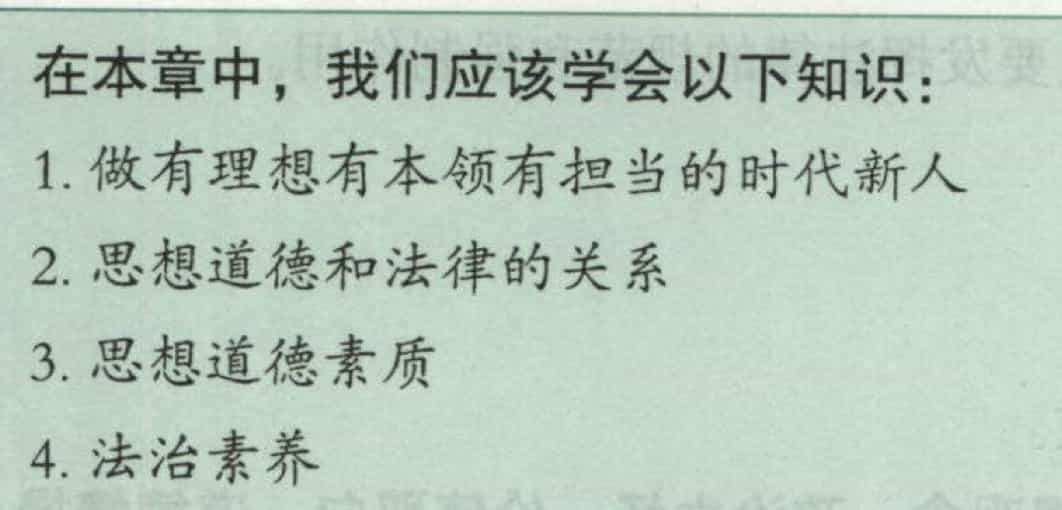 在本章中，我们应该学会以下知识：
1. 做有理想有本领有担当的时代新人
2. 思想道德和法律的关系
3. 思想道德素质
4. 法治素养